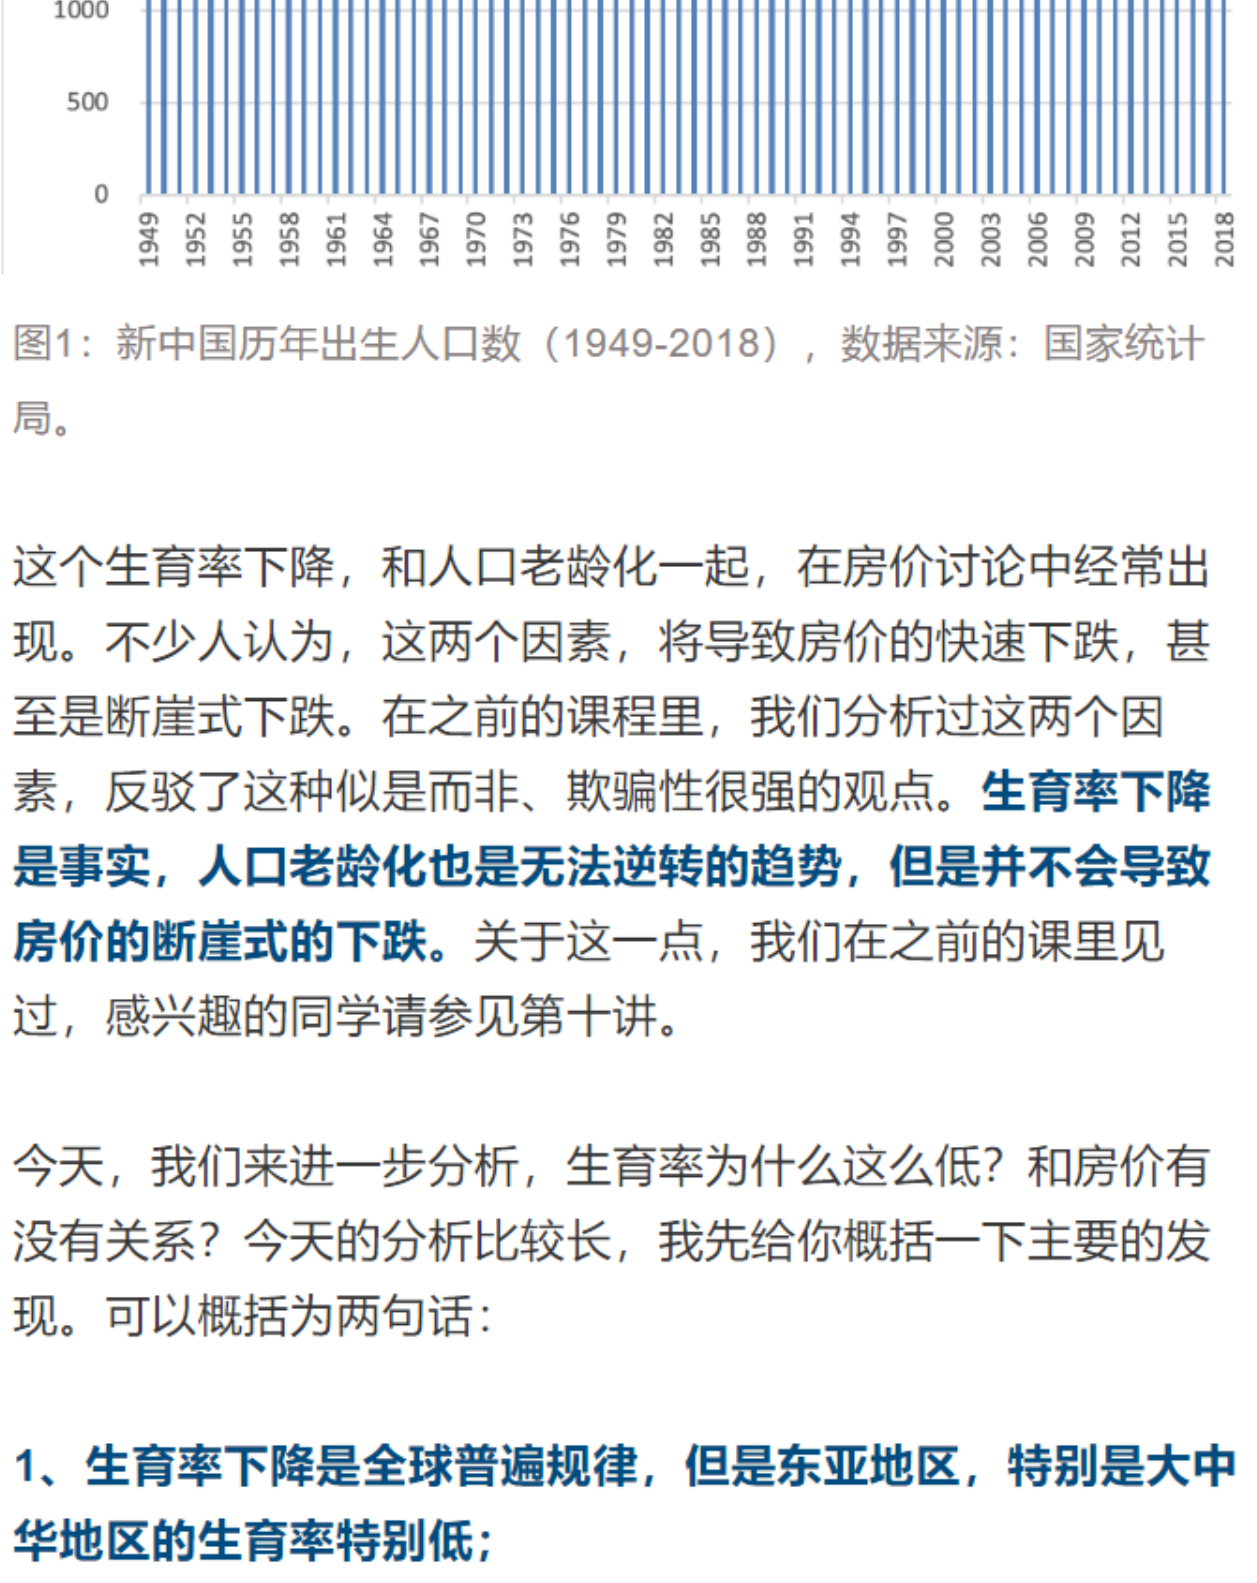 1000
500
0
1949 1952 1955 1958 1961 1964 1967 1970 1973 1976 1979 1982 1985 1988 1991 1994 1997 2000 2003 2006 2009 2012 2015 2018
图1：新中国历年出生人口数（1949-2018），数据来源：国家统计
局。
这个生育率下降，和人口老龄化一起，在房价讨论中经常出
现。不少人认为，这两个因素，将导致房价的快速下跌，甚
至是断崖式下跌。在之前的课程里，我们分析过这两个因
素，反驳了这种似是而非、欺骗性很强的观点。生育率下降
是事实，人口老龄化也是无法逆转的趋势，但是并不会导致
房价的断崖式的下跌。关于这一点，我们在之前的课里见
过，感兴趣的同学请参见第十讲。
今天，我们来进一步分析，生育率为什么这么低？和房价有
没有关系？今天的分析比较长，我先给你概括一下主要的发
现。可以概括为两句话：
1、生育率下降是全球普遍规律，但是东亚地区，特别是大中
华地区的生育率特别低；